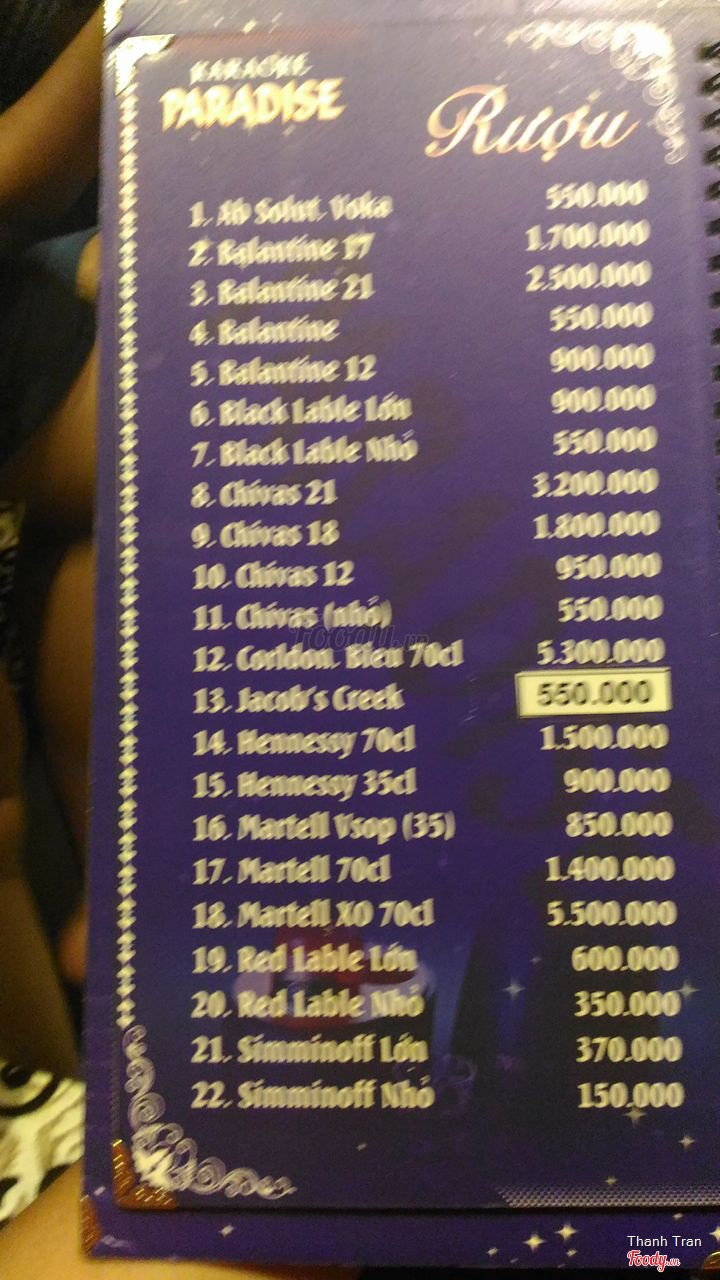 KARAOKE
PARADISE
Rượu
1. Ab Solut. Voka 550.000
2. Balantine 17 1.700.000
3. Balantine 21 2.500.000
4. Balantine 550.000
5. Balantine 12 900.000
6. Black Lable Lớn 900.000
7. Black Lable Nhỏ 550.000
8. Chivas 21 3.200.000
9. Chivas 18 1.800.000
10. Chivas 12 950.000
11. Chivas (nhỏ) 550.000
12. Corldon. Bleu 70cl 5.300.000
13. Jacob's Creek 550.000
14. Hennessy 70cl 1.500.000
15. Hennessy 35cl 900.000
16. Martell Vsop (35) 850.000
17. Martell 70cl 1.400.000
18. Martell XO 70cl 5.500.000
19. Red Lable Lớn 600.000
20. Red Lable Nhỏ 350.000
21. Simminoff Lớn 370.000
22. Simminoff Nhỏ 150.000
Foody.vn
Thanh Tran
Foody.vn